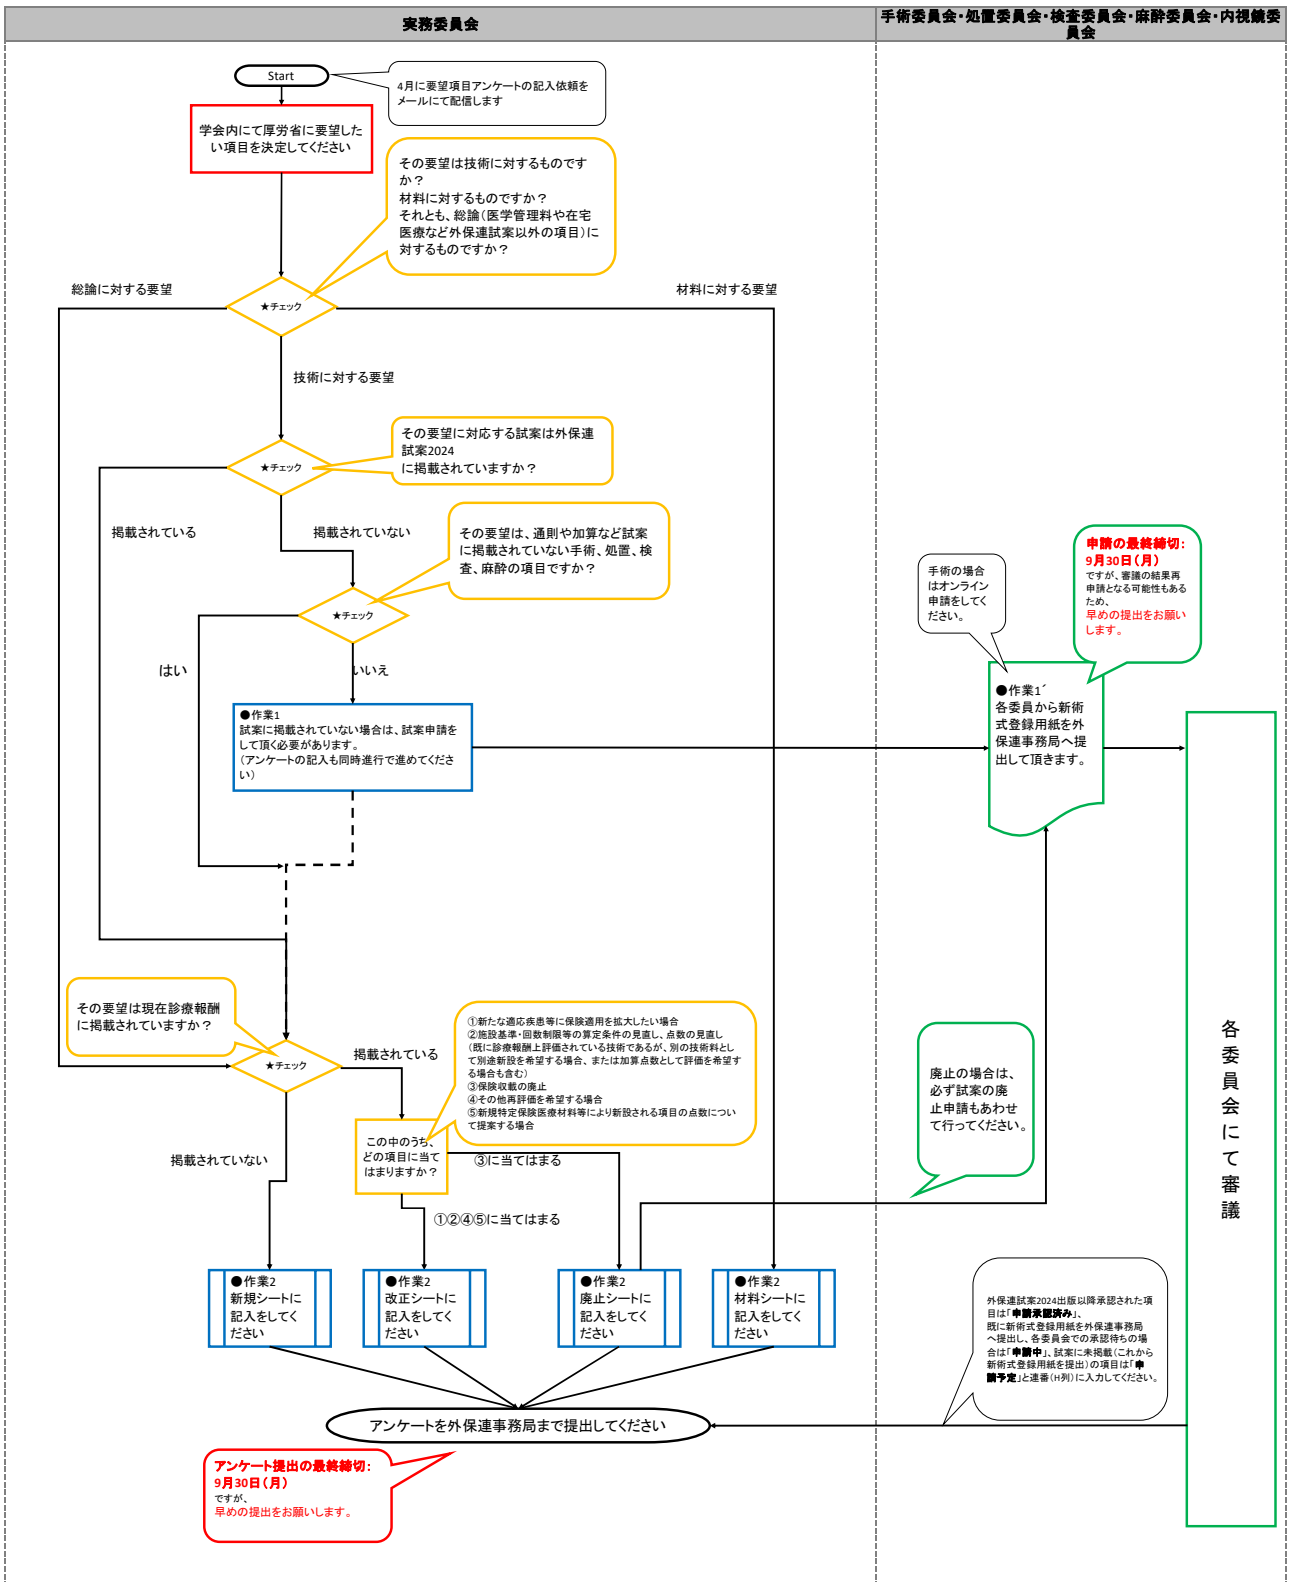 実務委員会
手術委員会・処置委員会・検査委員会・麻酔委員会・内視鏡委
員会
Start
4月に要望項目アンケートの記入依頼を
メールにて配信します
学会内にて厚労省に要望した
い項目を決定してください
その要望は技術に対するものです
か？
材料に対するものですか？
それとも、総論（医学管理料や在宅
医療など外保連試案以外の項目）に
対するものですか？
総論に対する要望
★チェック
材料に対する要望
技術に対する要望
その要望に対応する試案は外保連
試案2024
に掲載されていますか？
★チェック
掲載されている
掲載されていない
その要望は、通則や加算など試案
に掲載されていない手術、処置、検
査、麻酔の項目ですか？
★チェック
はい
いいえ
●作業1
試案に掲載されていない場合は、試案申請を
して頂く必要があります。
（アンケートの記入も同時進行で進めてくださ
い）
手術の場合
はオンライン
申請をしてく
ださい。
申請の最終締切：
9月30日（月）
ですが、審議の結果再
申請となる可能性もある
ため、
早めの提出をお願い
します。
●作業1´
各委員から新術
式登録用紙を外
保連事務局へ提
出して頂きます。
各委員会にて審議
その要望は現在診療報酬
に掲載されていますか？
★チェック
掲載されている
掲載されていない
①新たな適応疾患等に保険適用を拡大したい場合
②施設基準・回数制限等の算定条件の見直し、点数の見直し
（既に診療報酬上評価されている技術であるが、別の技術料とし
て別途新設を希望する場合、または加算点数として評価を希望す
る場合も含む）
③保険収載の廃止
④その他再評価を希望する場合
⑤新規特定保険医療材料等により新設される項目の点数につい
て提案する場合
この中のうち、
どの項目に当て
はまりますか？
③に当てはまる
①②④⑤に当てはまる
廃止の場合は、
必ず試案の廃
止申請もあわせ
て行ってください。
●作業2
新規シートに
記入をしてく
ださい
●作業2
改正シートに
記入をしてく
ださい
●作業2
廃止シートに
記入をしてく
ださい
●作業2
材料シートに
記入をしてく
ださい
外保連試案2024出版以降承認された項
目は「申請承認済み」、
既に新術式登録用紙を外保連事務局
へ提出し、各委員会での承認待ちの場
合は「申請中」、試案に未掲載（これから
新術式登録用紙を提出）の項目は「申
請予定」と連番（H列）に入力してください。
アンケートを外保連事務局まで提出してください
アンケート提出の最終締切：
9月30日（月）
ですが、
早めの提出をお願いします。